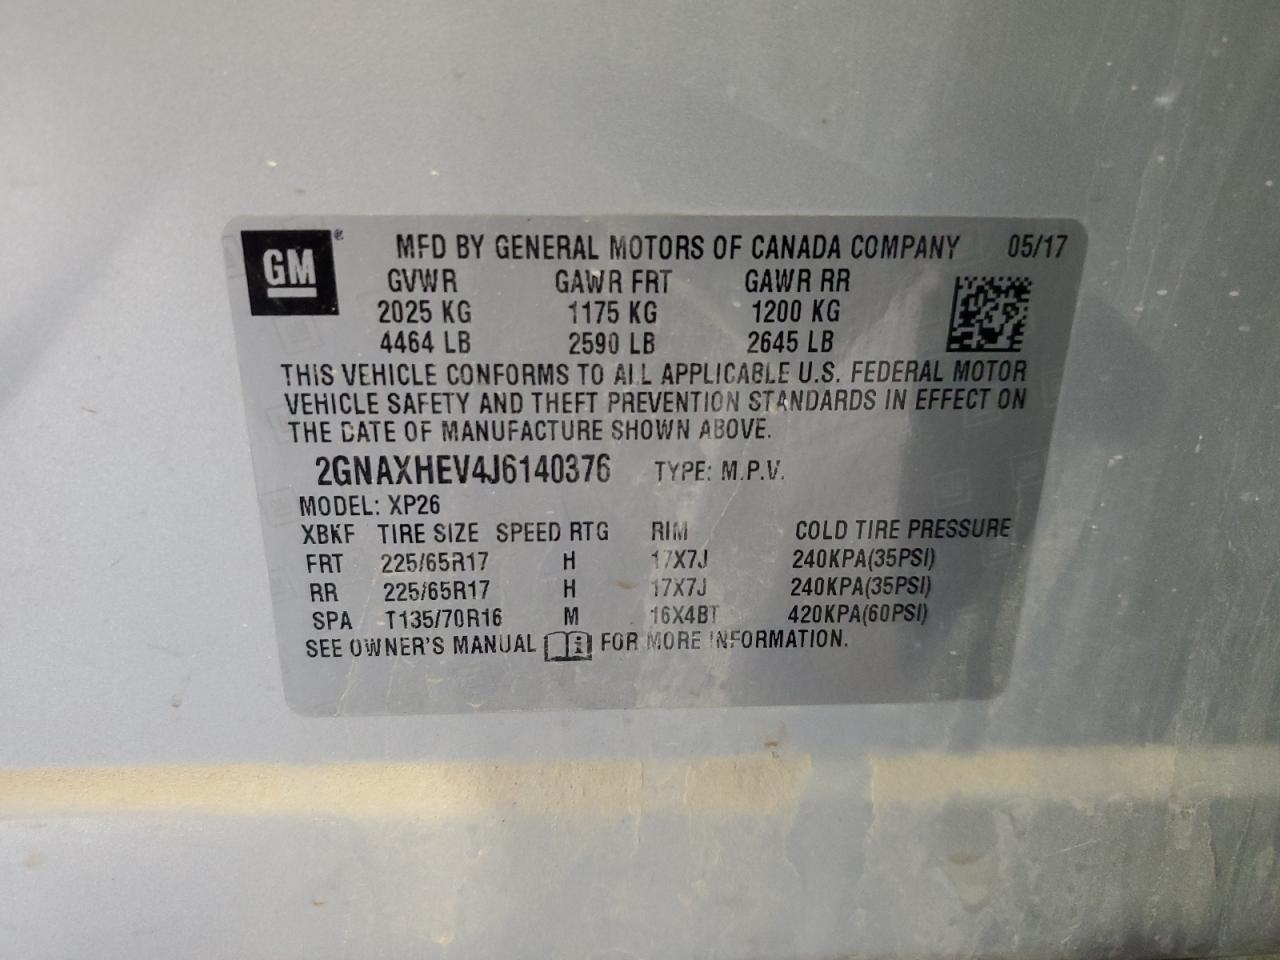 GM ® MFD BY GENERAL MOTORS OF CANADA COMPANY 05/17
GVWR GAWR FRT GAWR RR
2025 KG 1175 KG 1200 KG
4464 LB 2590 LB 2645 LB
THIS VEHICLE CONFORMS TO ALL APPLICABLE U.S. FEDERAL MOTOR
VEHICLE SAFETY AND THEFT PREVENTION STANDARDS IN EFFECT ON
THE DATE OF MANUFACTURE SHOWN ABOVE.
2GNAXHEV4J6140376 TYPE: M.P.V.
MODEL: XP26
XBKF TIRE SIZE SPEED RTG RIM COLD TIRE PRESSURE
FRT 225/65R17 H 17X7J 240KPA(35PSI)
RR 225/65R17 H 17X7J 240KPA(35PSI)
SPA T135/70R16 M 16X4BT 420KPA(60PSI)
SEE OWNER'S MANUAL FOR MORE INFORMATION.